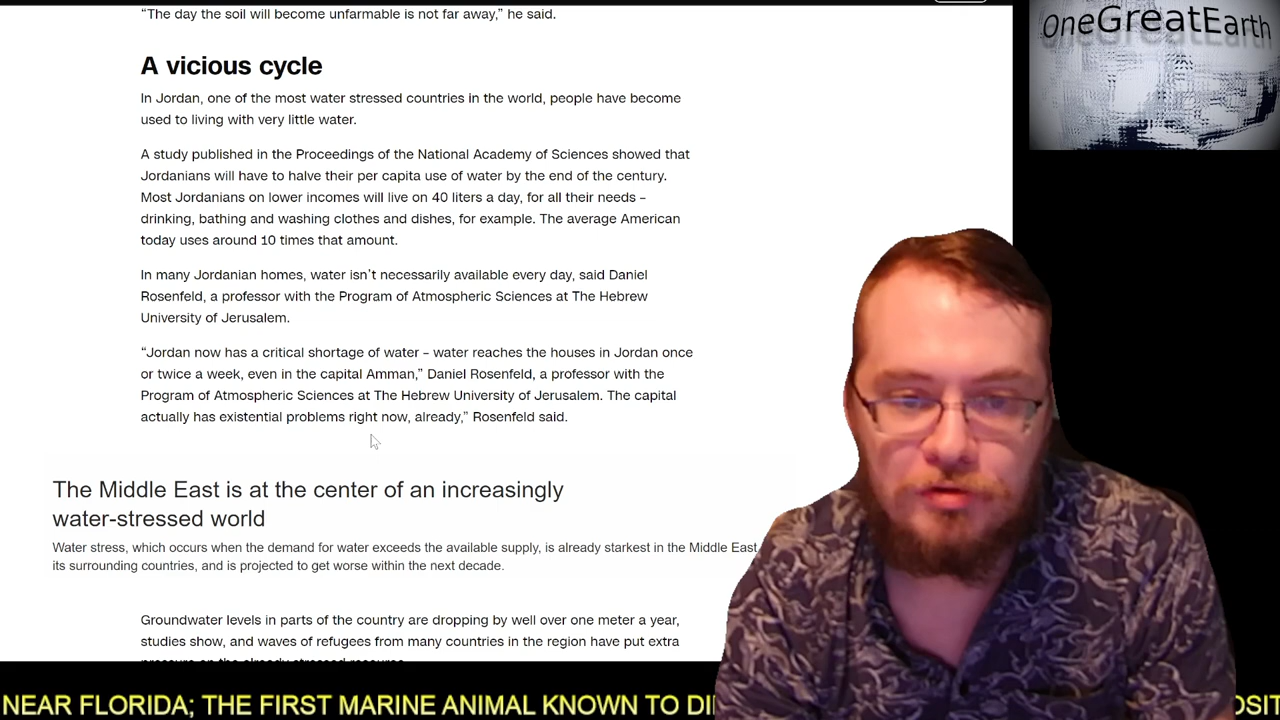 “The day the soil will become unfarmable is not far away,” he said.
OneGreatEarth
A vicious cycle
In Jordan, one of the most water stressed countries in the world, people have become
used to living with very little water.
A study published in the Proceedings of the National Academy of Sciences showed that
Jordanians will have to halve their per capita use of water by the end of the century.
Most Jordanians on lower incomes will live on 40 liters a day, for all their needs –
drinking, bathing and washing clothes and dishes, for example. The average American
today uses around 10 times that amount.
In many Jordanian homes, water isn’t necessarily available every day, said Daniel
Rosenfeld, a professor with the Program of Atmospheric Sciences at The Hebrew
University of Jerusalem.
“Jordan now has a critical shortage of water – water reaches the houses in Jordan once
or twice a week, even in the capital Amman,” Daniel Rosenfeld, a professor with the
Program of Atmospheric Sciences at The Hebrew University of Jerusalem. The capital
actually has existential problems right now, already,” Rosenfeld said.
The Middle East is at the center of an increasingly
water-stressed world
Water stress, which occurs when the demand for water exceeds the available supply, is already starkest in the Middle East
its surrounding countries, and is projected to get worse within the next decade.
Groundwater levels in parts of the country are dropping by well over one meter a year,
studies show, and waves of refugees from many countries in the region have put extra
pressure on the already stressed resource.
NEAR FLORIDA; THE FIRST MARINE ANIMAL KNOWN TO DI OSIT